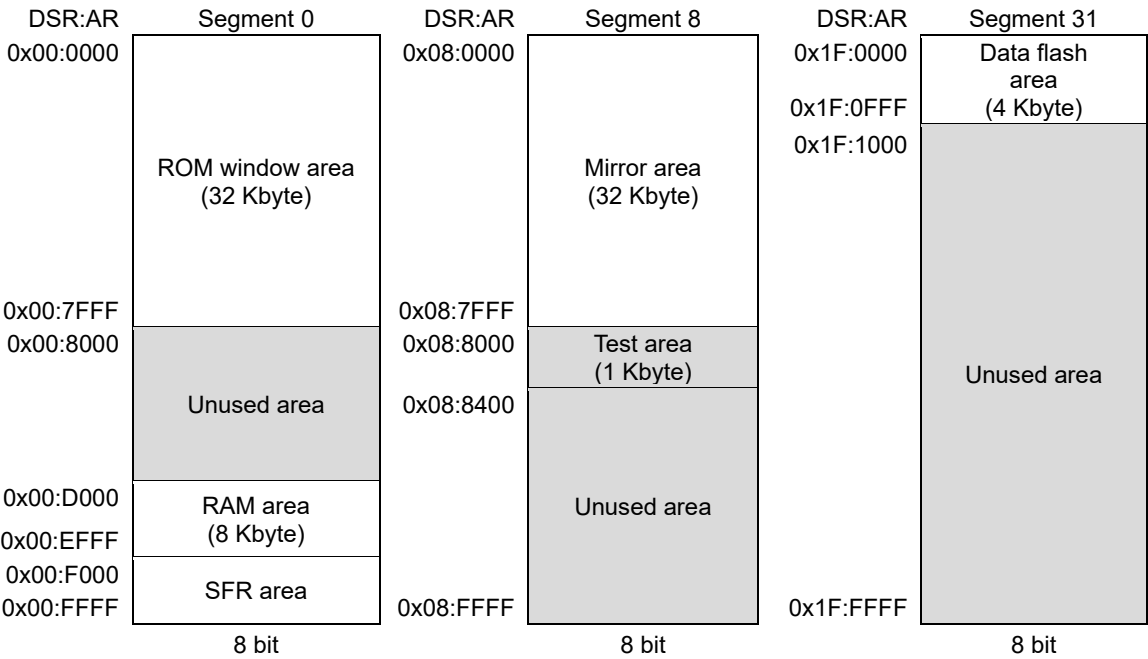 DSR:AR Segment 0
0x00:0000
ROM window area
(32 Kbyte)
0x00:7FFF
0x00:8000
Unused area
0x00:D000
RAM area
(8 Kbyte)
0x00:EFFF
0x00:F000
SFR area
0x00:FFFF
8 bit
DSR:AR Segment 8
0x08:0000
Mirror area
(32 Kbyte)
0x08:7FFF
0x08:8000
Test area
(1 Kbyte)
0x08:8400
Unused area
0x08:FFFF
8 bit
DSR:AR Segment 31
0x1F:0000
Data flash
area
(4 Kbyte)
0x1F:0FFF
0x1F:1000
Unused area
0x1F:FFFF
8 bit